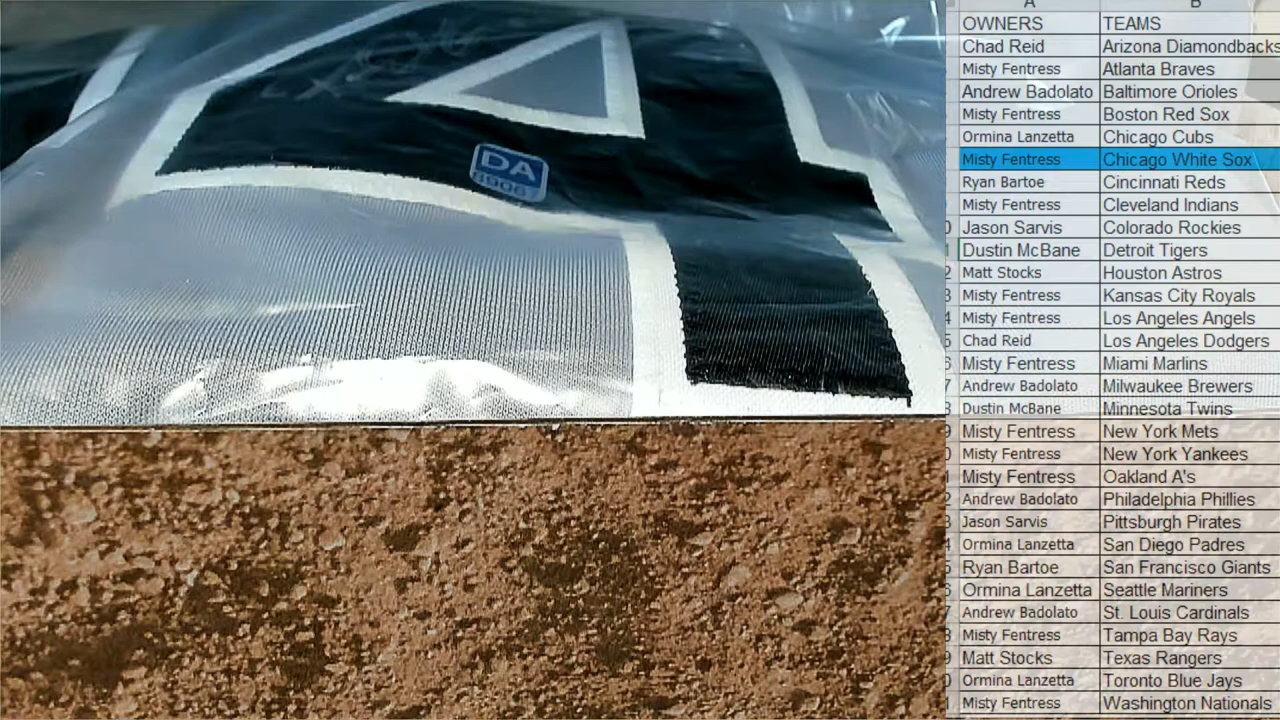 4
DA
A B
OWNERS TEAMS
Chad Reid Arizona Diamondbacks
Misty Fentress Atlanta Braves
Andrew Badolato Baltimore Orioles
Misty Fentress Boston Red Sox
Ormina Lanzetta Chicago Cubs
Misty Fentress Chicago White Sox
Ryan Bartoe Cincinnati Reds
Misty Fentress Cleveland Indians
Jason Sarvis Colorado Rockies
Dustin McBane Detroit Tigers
Matt Stocks Houston Astros
Misty Fentress Kansas City Royals
Misty Fentress Los Angeles Angels
Chad Reid Los Angeles Dodgers
Misty Fentress Miami Marlins
Andrew Badolato Milwaukee Brewers
Dustin McBane Minnesota Twins
Misty Fentress New York Mets
Misty Fentress New York Yankees
Misty Fentress Oakland A's
Andrew Badolato Philadelphia Phillies
Jason Sarvis Pittsburgh Pirates
Ormina Lanzetta San Diego Padres
Ryan Bartoe San Francisco Giants
Ormina Lanzetta Seattle Mariners
Andrew Badolato St. Louis Cardinals
Misty Fentress Tampa Bay Rays
Matt Stocks Texas Rangers
Ormina Lanzetta Toronto Blue Jays
Misty Fentress Washington Nationals